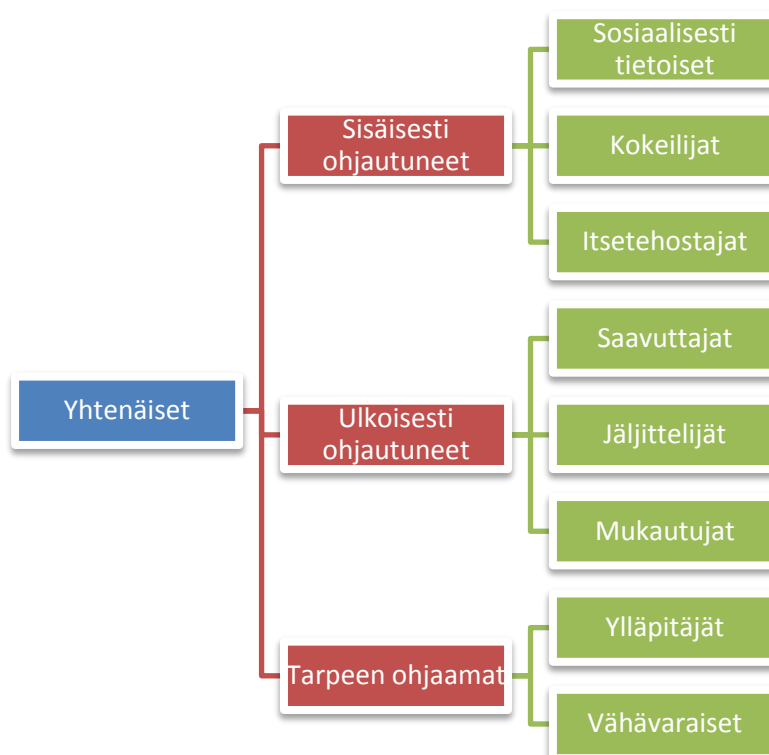 Yhtenäiset
Sisäisesti
ohjautuneet
Sosiaalisesti
tietoiset
Kokeilijat
Itsetehostajat
Ulkoisesti
ohjautuneet
Saavuttajat
Jäljittelijät
Mukautujat
Tarpeen ohjaamat
Ylläpitäjät
Vähävaraiset